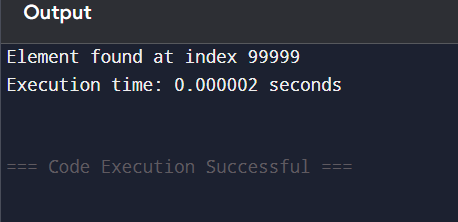 Output
Element found at index 99999
Execution time: 0.000002 seconds
=== Code Execution Successful ===